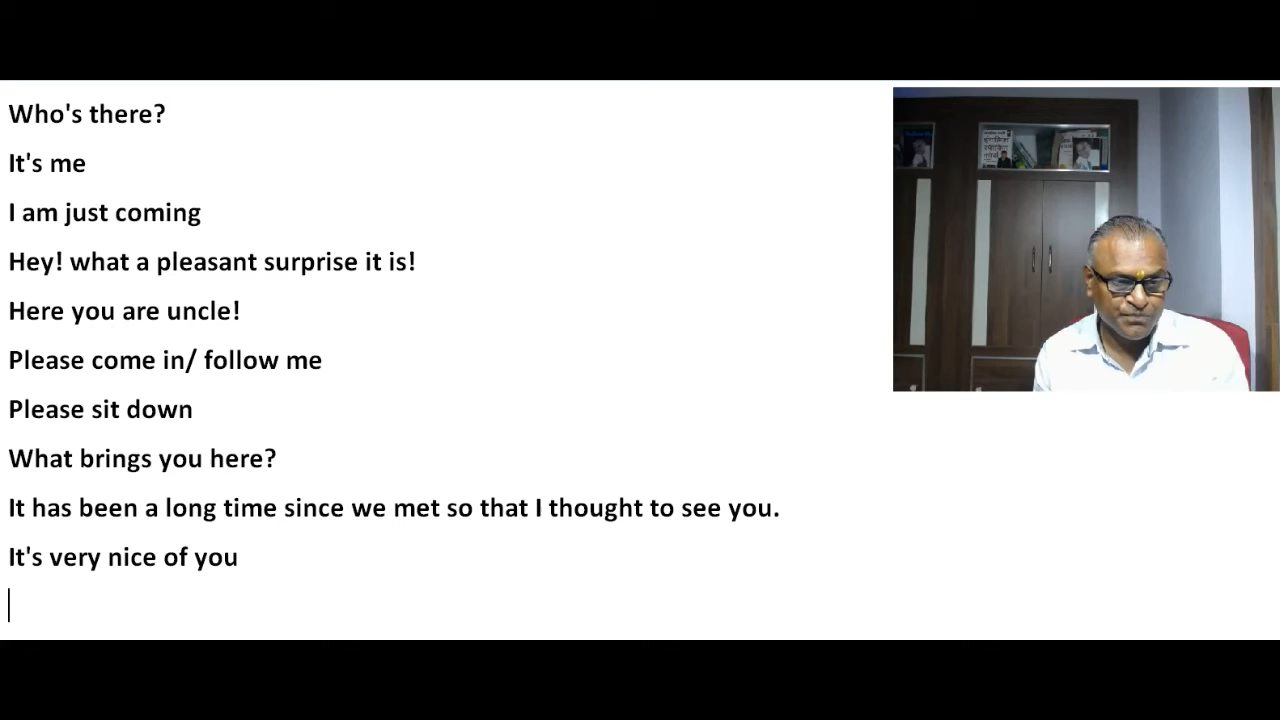 Who's there?
It's me
I am just coming
Hey! what a pleasant surprise it is!
Here you are uncle!
Please come in/ follow me
Please sit down
What brings you here?
It has been a long time since we met so that I thought to see you.
It's very nice of you